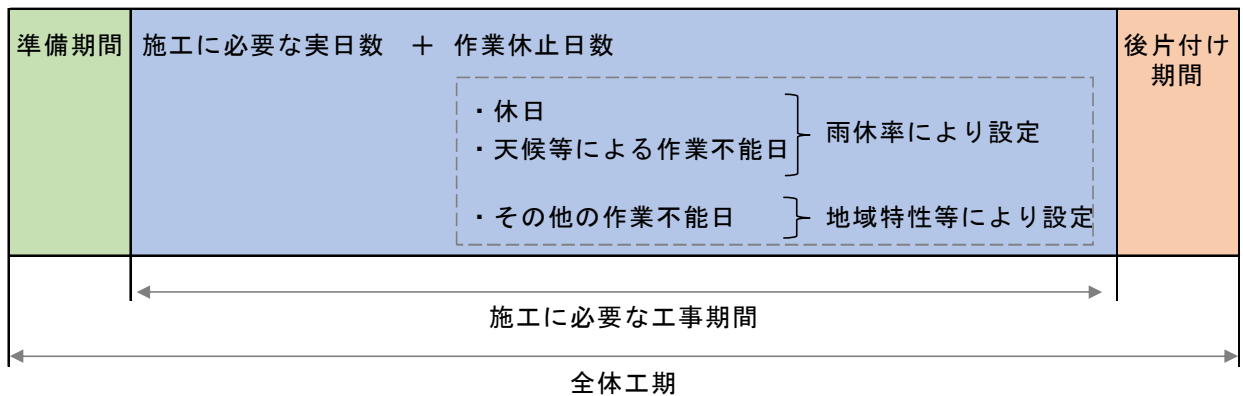 準備期間
施工に必要な実日数 ＋ 作業休止日数
・休日
・天候等による作業不能日
雨休率により設定
・その他の作業不能日
地域特性等により設定
後片付け
期間
施工に必要な工事期間
全体工期